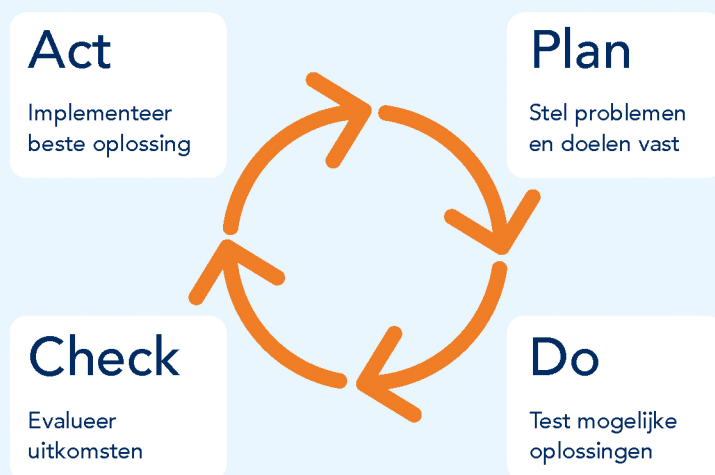 Act
Implementeer
beste oplossing
Plan
Stel problemen
en doelen vast
Check
Evalueer
uitkomsten
Do
Test mogelijke
oplossingen